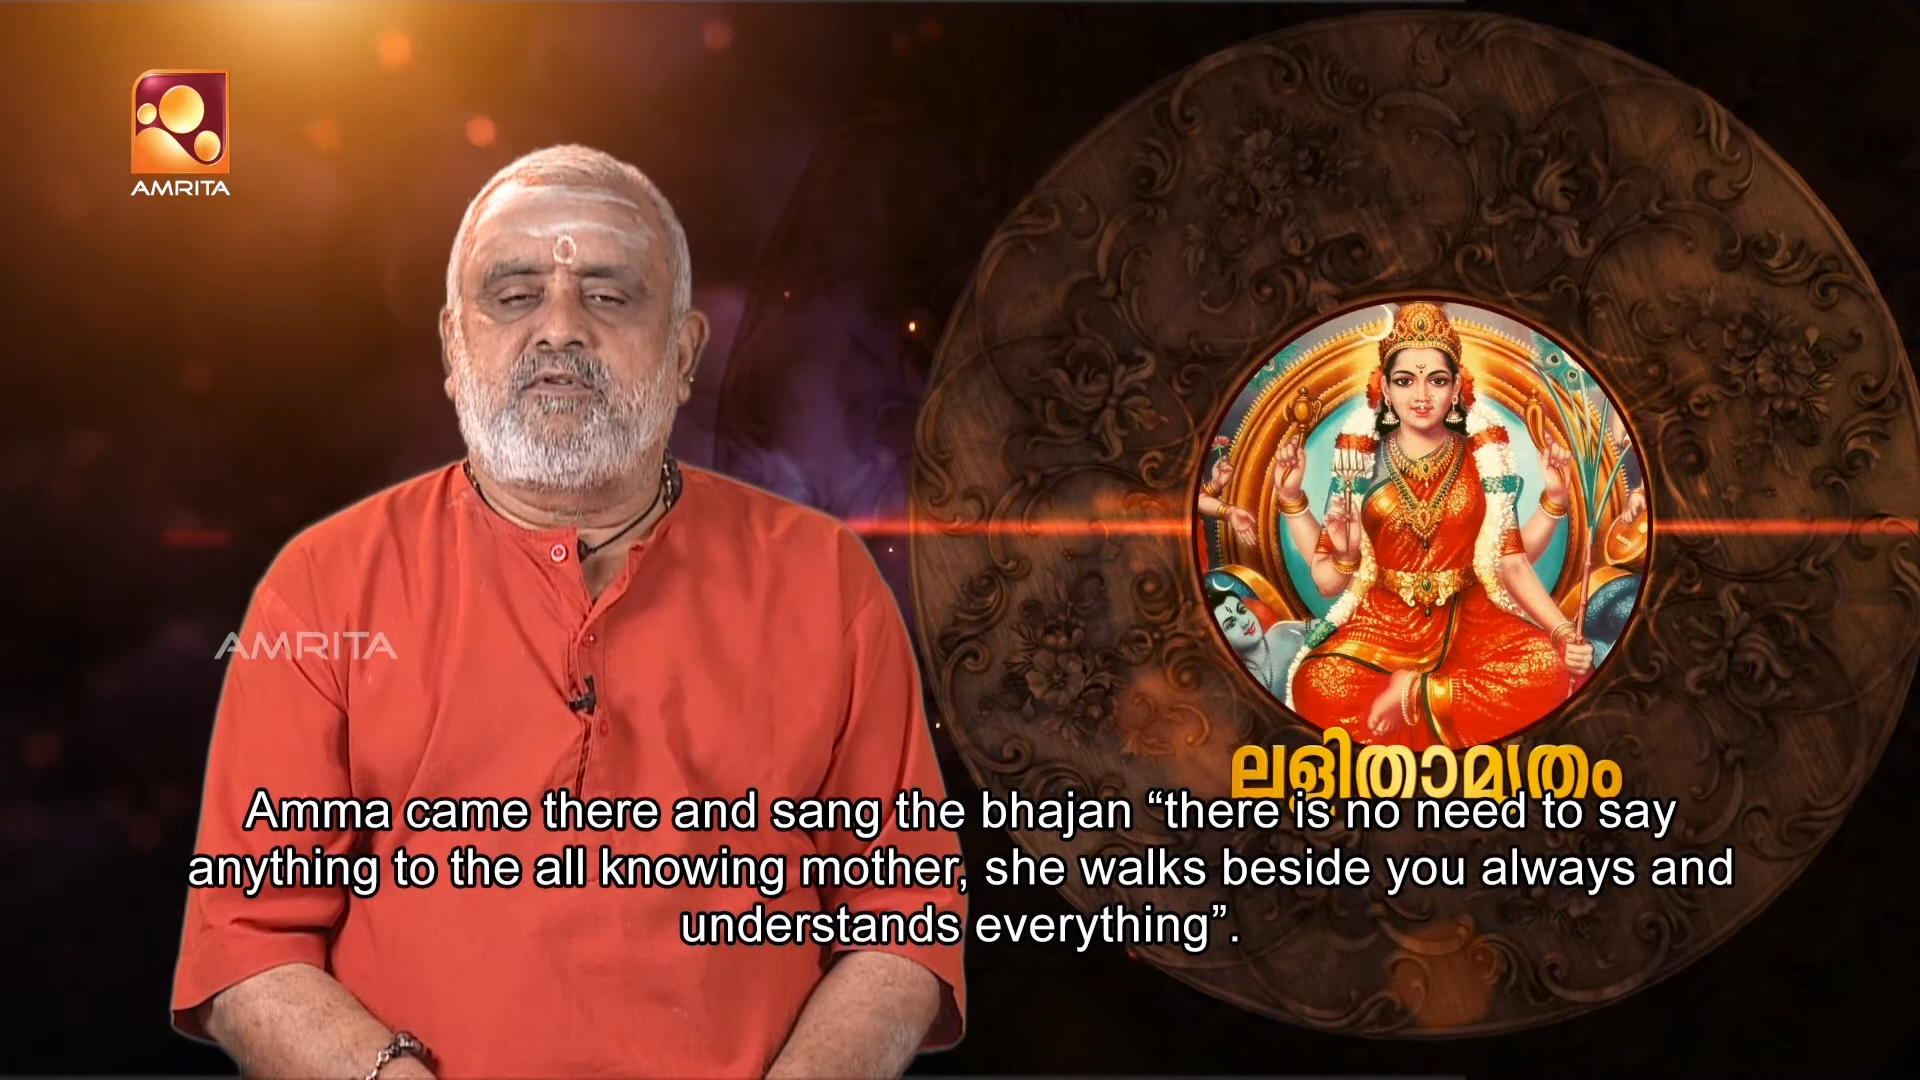 AMRITA
AMRITA
ലളിതാമൃതം
Amma came there and sang the bhajan “there is no need to say
anything to the all knowing mother, she walks beside you always and
understands everything”.